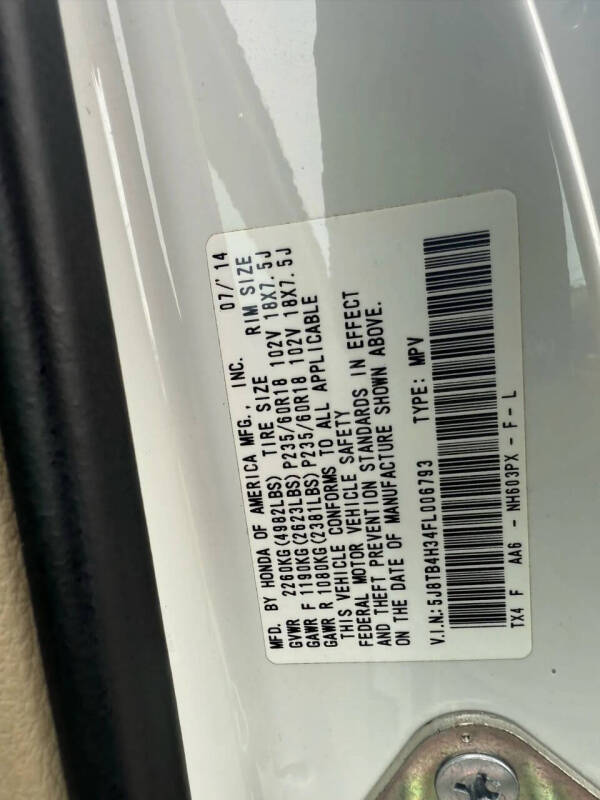 MFD. BY HONDA OF AMERICA MFG., INC. 07/'14
GVWR 2260KG(4982LBS) TIRE SIZE RIM SIZE
GAWR F 1190KG(2623LBS)P235/60R18 102V 18X7.5J
GAWR R 1080KG(2381LBS)P235/60R18 102V 18X7.5J
THIS VEHICLE CONFORMS TO ALL APPLICABLE
FEDERAL MOTOR VEHICLE SAFETY
AND THEFT PREVENTION STANDARDS IN EFFECT
ON THE DATE OF MANUFACTURE SHOWN ABOVE.
V.I.N.: 5J8TB4H34FL006793 TYPE: MPV
TX4 F AA6 - NH603PX - F - L